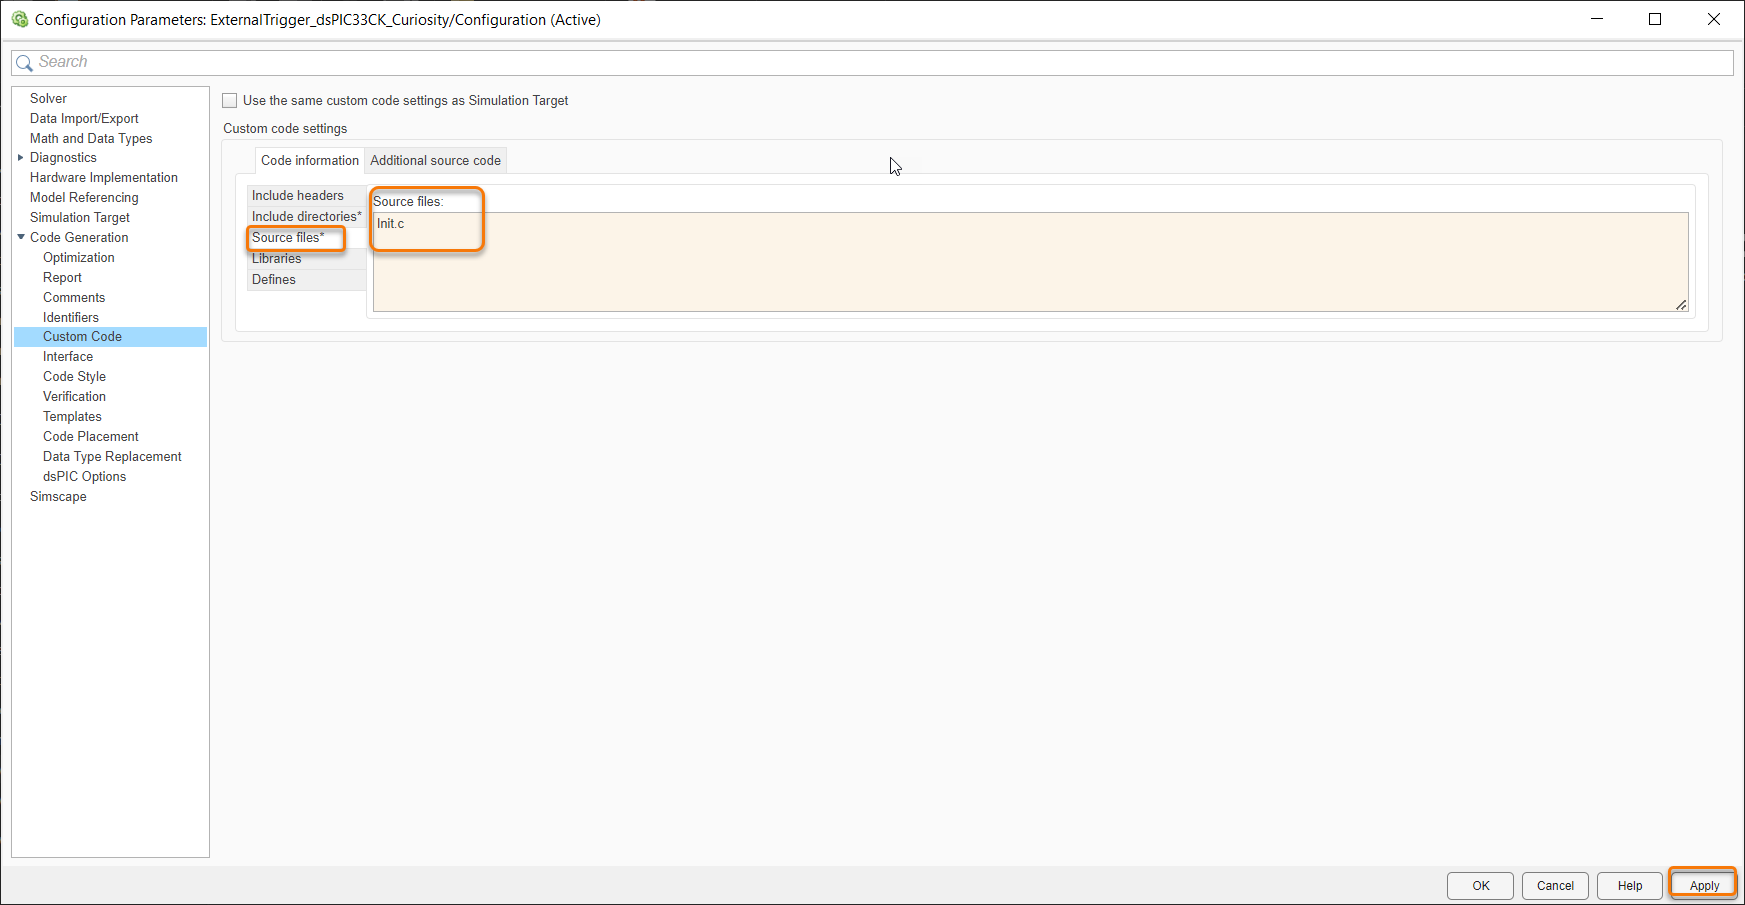 Configuration Parameters: ExternalTrigger_dsPIC33CK_Curiosity/Configuration (Active)
Search
Solver
Data Import/Export
Math and Data Types
Diagnostics
Hardware Implementation
Model Referencing
Simulation Target
Code Generation
Optimization
Report
Comments
Identifiers
Custom Code
Interface
Code Style
Verification
Templates
Code Placement
Data Type Replacement
dsPIC Options
Simscape
Use the same custom code settings as Simulation Target
Custom code settings
Code information Additional source code
Include headers
Include directories*
Source files*
Libraries
Defines
Source files:
Init.c
OK Cancel Help Apply